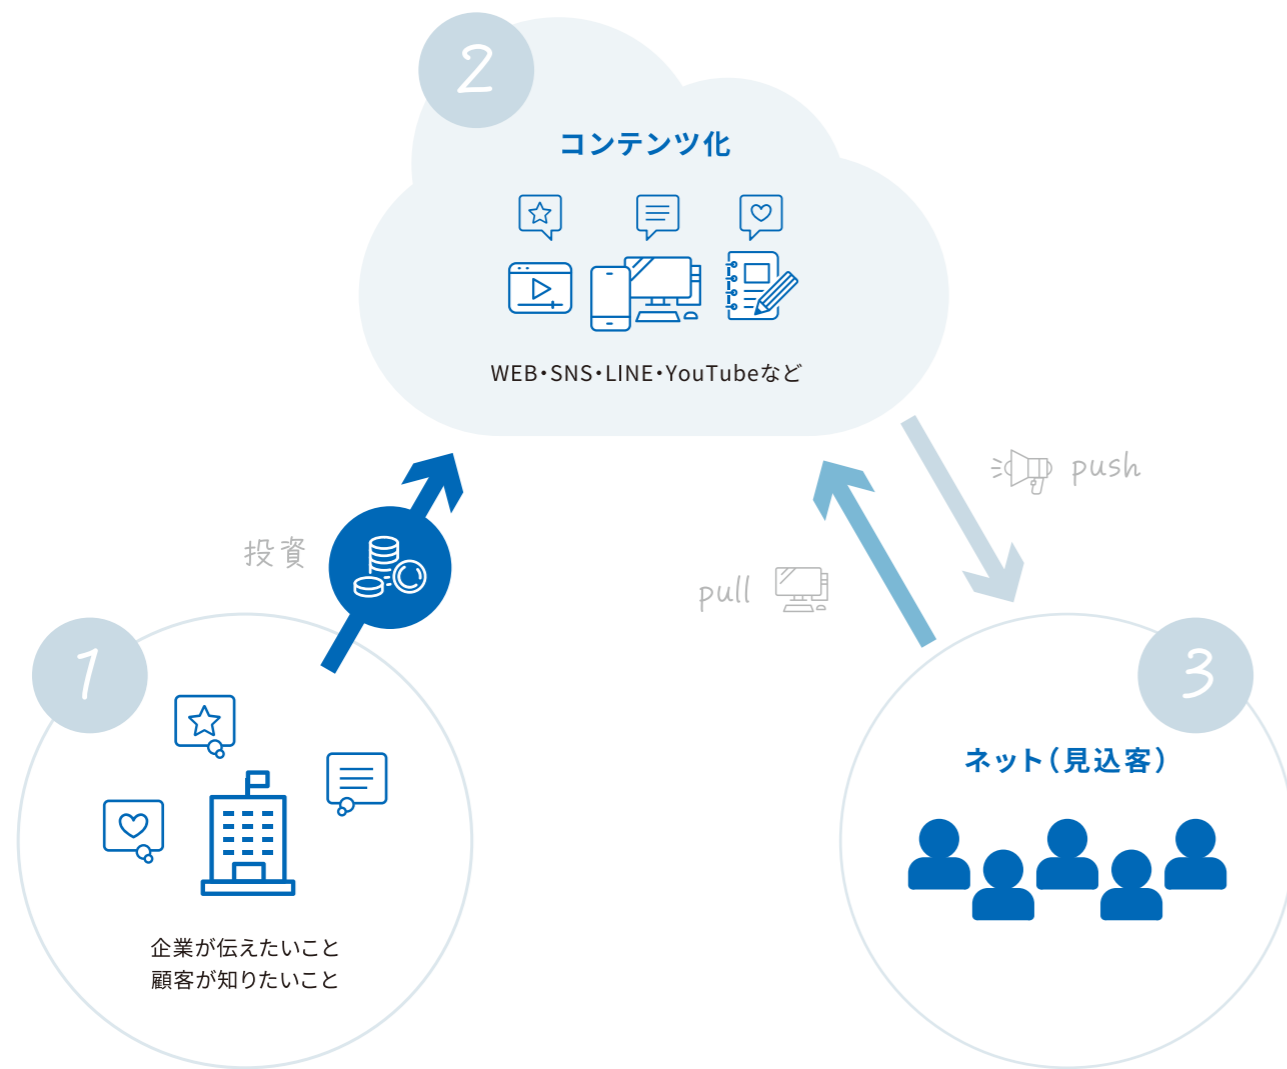 2
コンテンツ化
WEB・SNS・LINE・YouTubeなど
push
投資
pull
1
企業が伝えたいこと
顧客が知りたいこと
3
ネット（見込客）